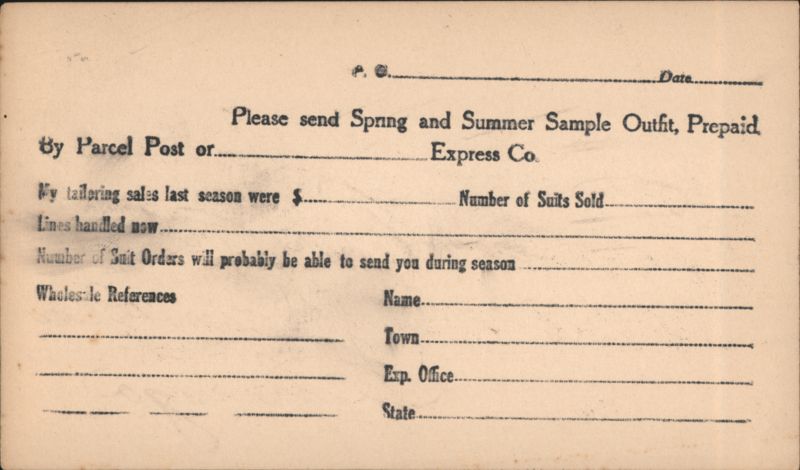 P. O. Date
Please send Spring and Summer Sample Outfit, Prepaid
By Parcel Post or Express Co.
My tailoring sales last season were $ Number of Suits Sold
Lines handled now
Number of Suit Orders will probably be able to send you during season
Wholesale References Name
Town
Exp. Office
State